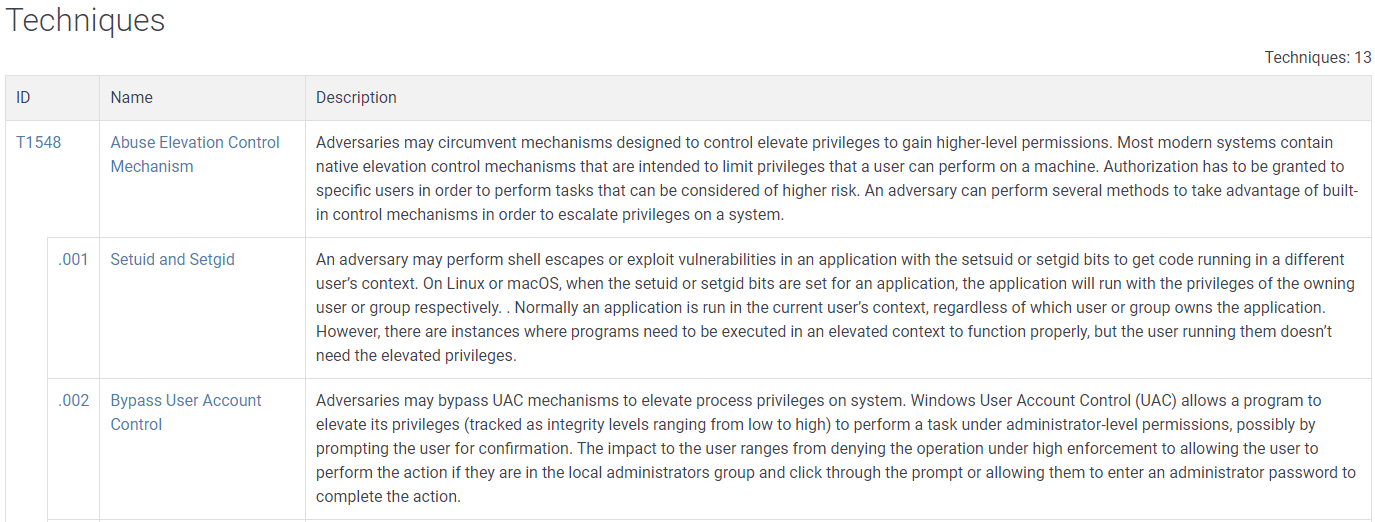 Techniques
Techniques: 13
ID
Name
Description
T1548
Abuse Elevation Control
Mechanism
Adversaries may circumvent mechanisms designed to control elevate privileges to gain higher-level permissions. Most modern systems contain
native elevation control mechanisms that are intended to limit privileges that a user can perform on a machine. Authorization has to be granted to
specific users in order to perform tasks that can be considered of higher risk. An adversary can perform several methods to take advantage of built-
in control mechanisms in order to escalate privileges on a system.
.001
Setuid and Setgid
An adversary may perform shell escapes or exploit vulnerabilities in an application with the setsuid or setgid bits to get code running in a different
user’s context. On Linux or macOS, when the setuid or setgid bits are set for an application, the application will run with the privileges of the owning
user or group respectively. . Normally an application is run in the current user’s context, regardless of which user or group owns the application.
However, there are instances where programs need to be executed in an elevated context to function properly, but the user running them doesn’t
need the elevated privileges.
.002
Bypass User Account
Control
Adversaries may bypass UAC mechanisms to elevate process privileges on system. Windows User Account Control (UAC) allows a program to
elevate its privileges (tracked as integrity levels ranging from low to high) to perform a task under administrator-level permissions, possibly by
prompting the user for confirmation. The impact to the user ranges from denying the operation under high enforcement to allowing the user to
perform the action if they are in the local administrators group and click through the prompt or allowing them to enter an administrator password to
complete the action.